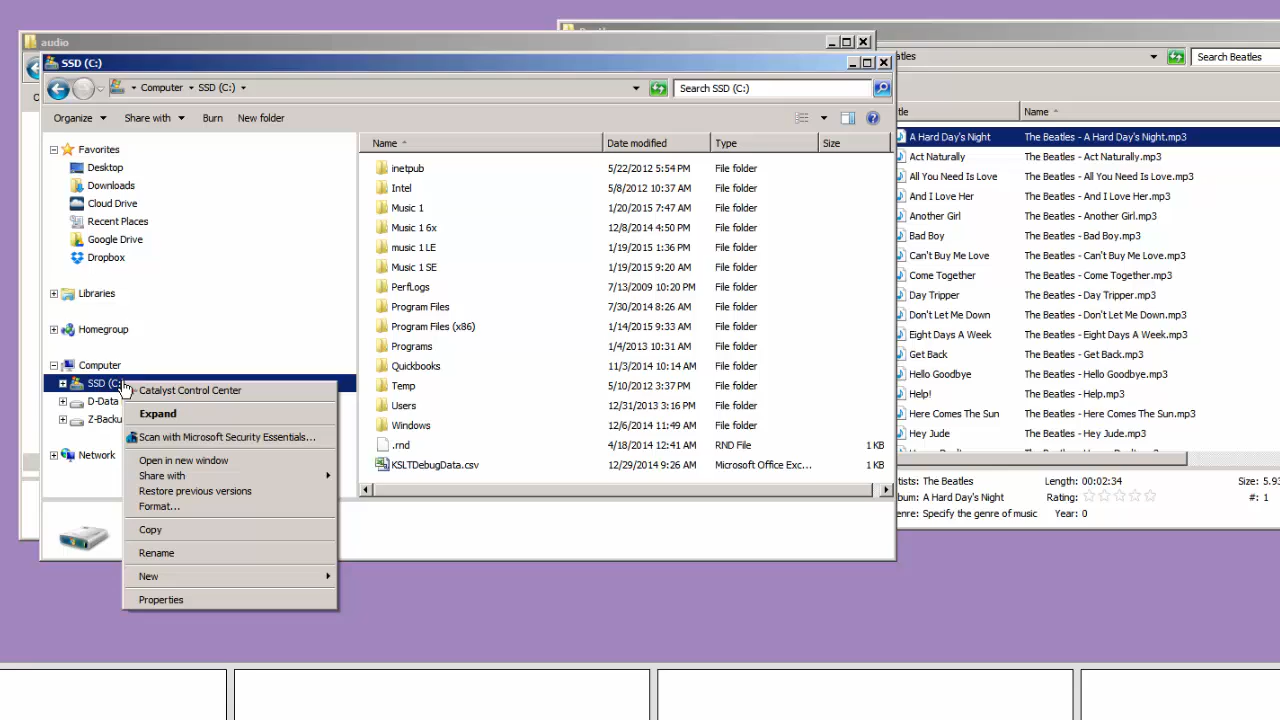 audio
SSD (C:)
Computer SSD (C:)
Search SSD (C:)
Organize Share with Burn New folder
Favorites
Desktop
Downloads
Cloud Drive
Recent Places
Google Drive
Dropbox
Libraries
Homegroup
Computer
SSD (C:
D-Data
Z-Backu
Network
Catalyst Control Center
Expand
Scan with Microsoft Security Essentials...
Open in new window
Share with
Restore previous versions
Format...
Copy
Rename
New
Properties
Name Date modified Type Size
inetpub 5/22/2012 5:54 PM File folder
Intel 5/8/2012 10:37 AM File folder
Music 1 1/20/2015 7:47 AM File folder
Music 1 6x 12/8/2014 4:50 PM File folder
music 1 LE 1/19/2015 1:36 PM File folder
Music 1 SE 1/19/2015 9:20 AM File folder
PerfLogs 7/13/2009 10:20 PM File folder
Program Files 7/30/2014 8:26 AM File folder
Program Files (x86) 1/14/2015 9:33 AM File folder
Programs 1/4/2013 10:31 AM File folder
Quickbooks 11/3/2014 10:14 AM File folder
Temp 5/10/2012 3:37 PM File folder
Users 12/31/2013 3:16 PM File folder
Windows 12/6/2014 11:49 AM File folder
.rnd 4/18/2014 12:41 AM RND File 1 KB
KSLTDebugData.csv 12/29/2014 9:26 AM Microsoft Office Exc... 1 KB
atles
Search Beatles
tle Name
A Hard Day's Night The Beatles - A Hard Day's Night.mp3
Act Naturally The Beatles - Act Naturally.mp3
All You Need Is Love The Beatles - All You Need Is Love.mp3
And I Love Her The Beatles - And I Love Her.mp3
Another Girl The Beatles - Another Girl.mp3
Bad Boy The Beatles - Bad Boy.mp3
Can't Buy Me Love The Beatles - Can't Buy Me Love.mp3
Come Together The Beatles - Come Together.mp3
Day Tripper The Beatles - Day Tripper.mp3
Don't Let Me Down The Beatles - Don't Let Me Down.mp3
Eight Days A Week The Beatles - Eight Days A Week.mp3
Get Back The Beatles - Get Back.mp3
Hello Goodbye The Beatles - Hello Goodbye.mp3
Help! The Beatles - Help.mp3
Here Comes The Sun The Beatles - Here Comes The Sun.mp3
Hey Jude The Beatles - Hey Jude.mp3
tists: The Beatles Length: 00:02:34 Size: 5.93
bum: A Hard Day's Night Rating: #: 1
enre: Specify the genre of music Year: 0